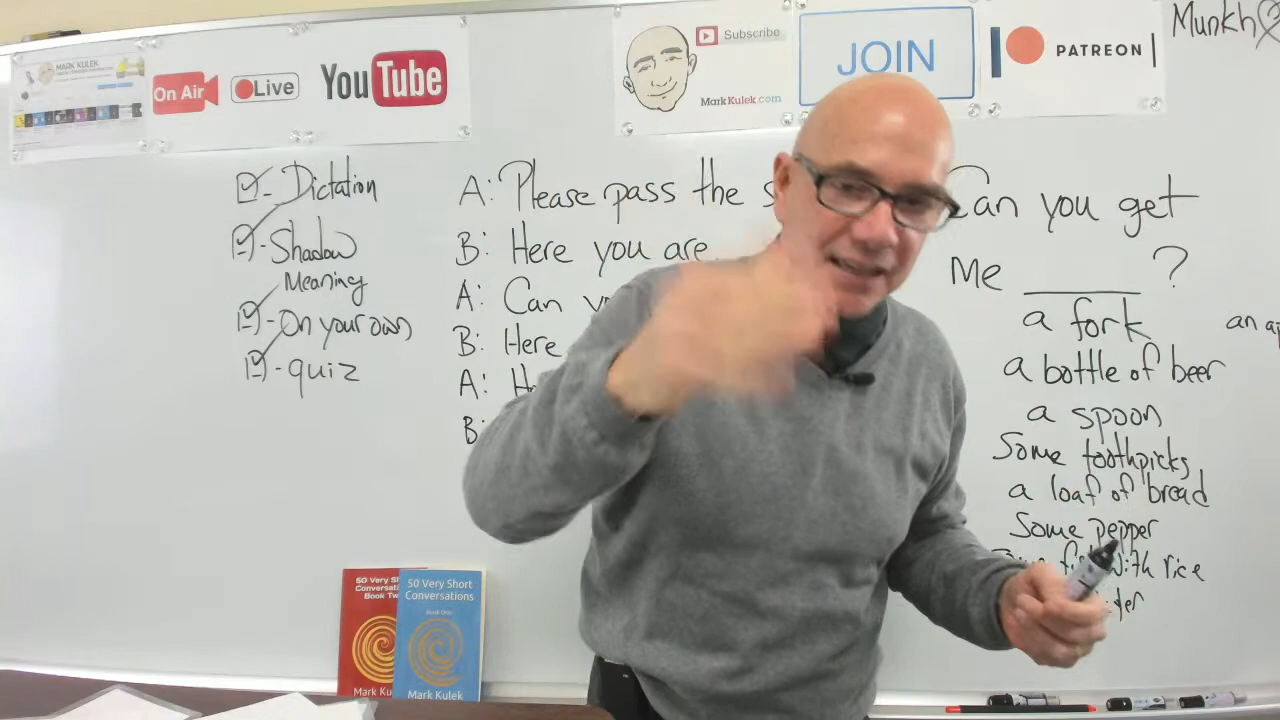 MARK KULEK
On Air
Live
YouTube
Subscribe
MarkKulek.com
JOIN
PATREON
Munkh
- Dictation
- Shadow
Meaning
- On your own
- quiz
A: Please pass the s
B: Here you are.
A: Can
B: Here
A:
B:
Can you get
Me ______ ?
a fork
a bottle of beer
a spoon
Some toothpicks
a loaf of bread
Some pepper
with rice
an
50 Very S
Conversati
Book Tw
Mark Ku
50 Very Short
Conversations
Book One
Mark Kulek